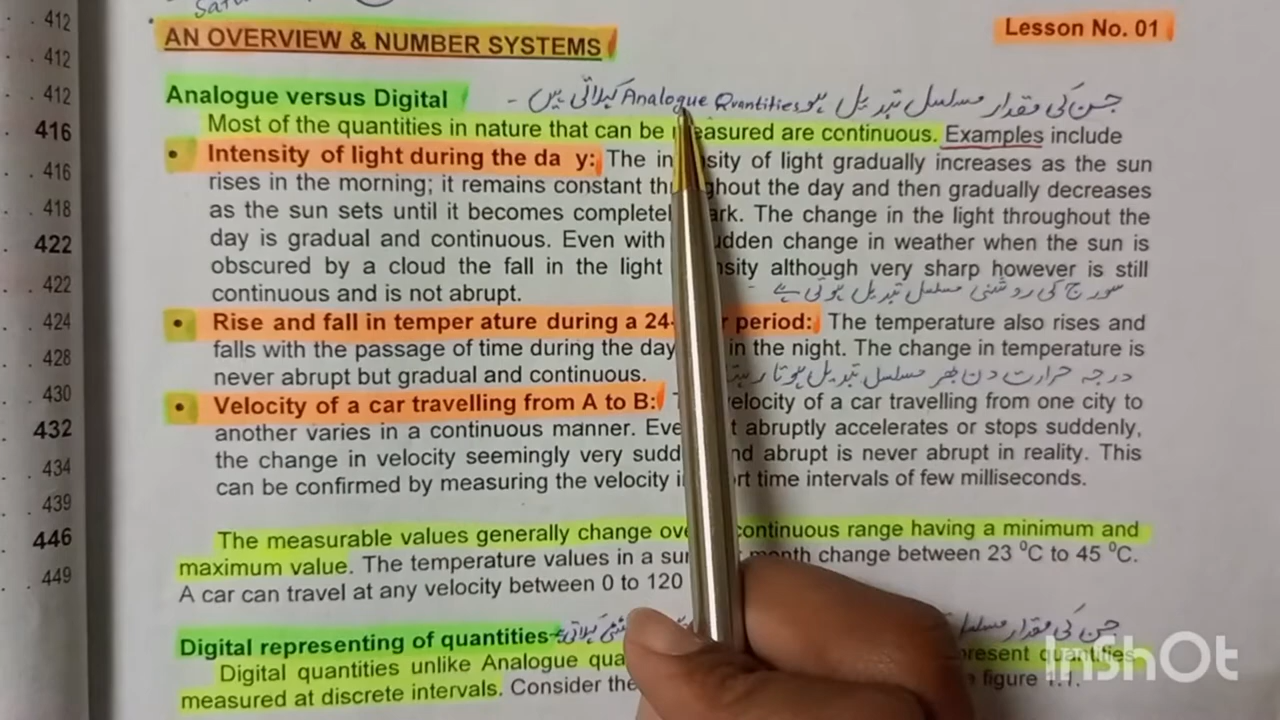 412
412
412
416
416
418
422
422
424
428
430
432
434
439
446
449
AN OVERVIEW & NUMBER SYSTEMS
Lesson No. 01
Analogue versus Digital
جس کی مقدار مسلسل تبدیل ہو Analogue Quantities کہلاتی ہیں -
Most of the quantities in nature that can be measured are continuous. Examples include
• Intensity of light during the da y: The intensity of light gradually increases as the sun
rises in the morning; it remains constant throughout the day and then gradually decreases
as the sun sets until it becomes completely dark. The change in the light throughout the
day is gradual and continuous. Even with sudden change in weather when the sun is
obscured by a cloud the fall in the light intensity although very sharp however is still
continuous and is not abrupt.
سورج کی روشنی مسلسل تبدیل ہوتی ہے -
• Rise and fall in temper ature during a 24- r period: The temperature also rises and
falls with the passage of time during the day in the night. The change in temperature is
never abrupt but gradual and continuous.
درجہ حرارت دن بھر مسلسل تبدیل ہوتا
• Velocity of a car travelling from A to B: velocity of a car travelling from one city to
another varies in a continuous manner. Even abruptly accelerates or stops suddenly,
the change in velocity seemingly very sudden and abrupt is never abrupt in reality. This
can be confirmed by measuring the velocity in short time intervals of few milliseconds.
The measurable values generally change over continuous range having a minimum and
maximum value. The temperature values in a month change between 23 ⁰C to 45 ⁰C.
A car can travel at any velocity between 0 to 120
Digital representing of quantities
جن کی مقدار مسلسل
Digital quantities unlike Analogue represent quantities
measured at discrete intervals. Consider the figure 1.1.
InShOt